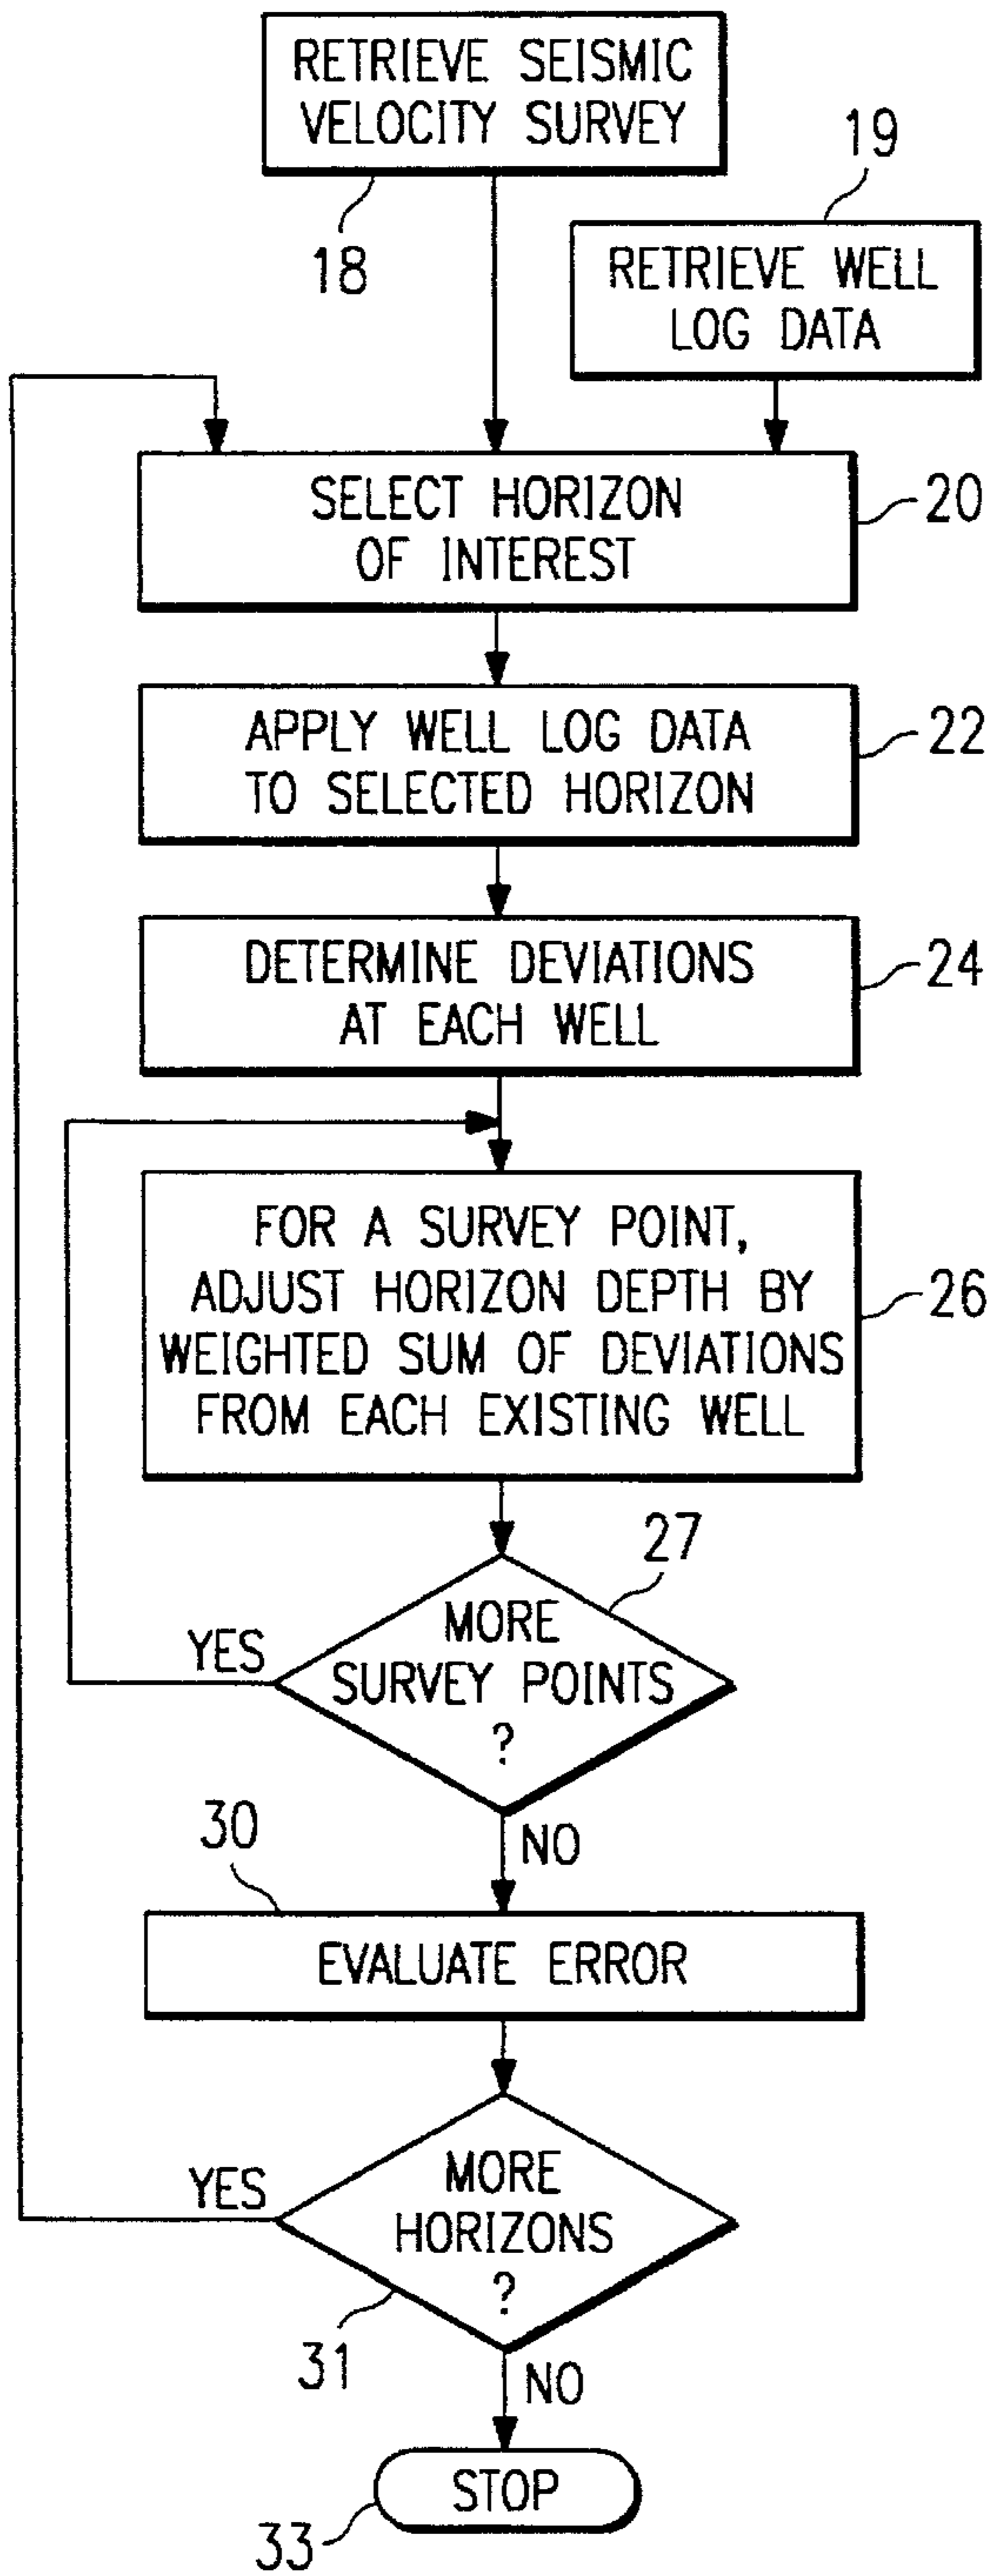 RETRIEVE SEISMIC
VELOCITY SURVEY
18
19
RETRIEVE WELL
LOG DATA
SELECT HORIZON
OF INTEREST
20
APPLY WELL LOG DATA
TO SELECTED HORIZON
22
DETERMINE DEVIATIONS
AT EACH WELL
24
FOR A SURVEY POINT,
ADJUST HORIZON DEPTH BY
WEIGHTED SUM OF DEVIATIONS
FROM EACH EXISTING WELL
26
27
MORE
SURVEY POINTS
?
YES
NO
30
EVALUATE ERROR
MORE
HORIZONS
?
YES
31
NO
STOP
33